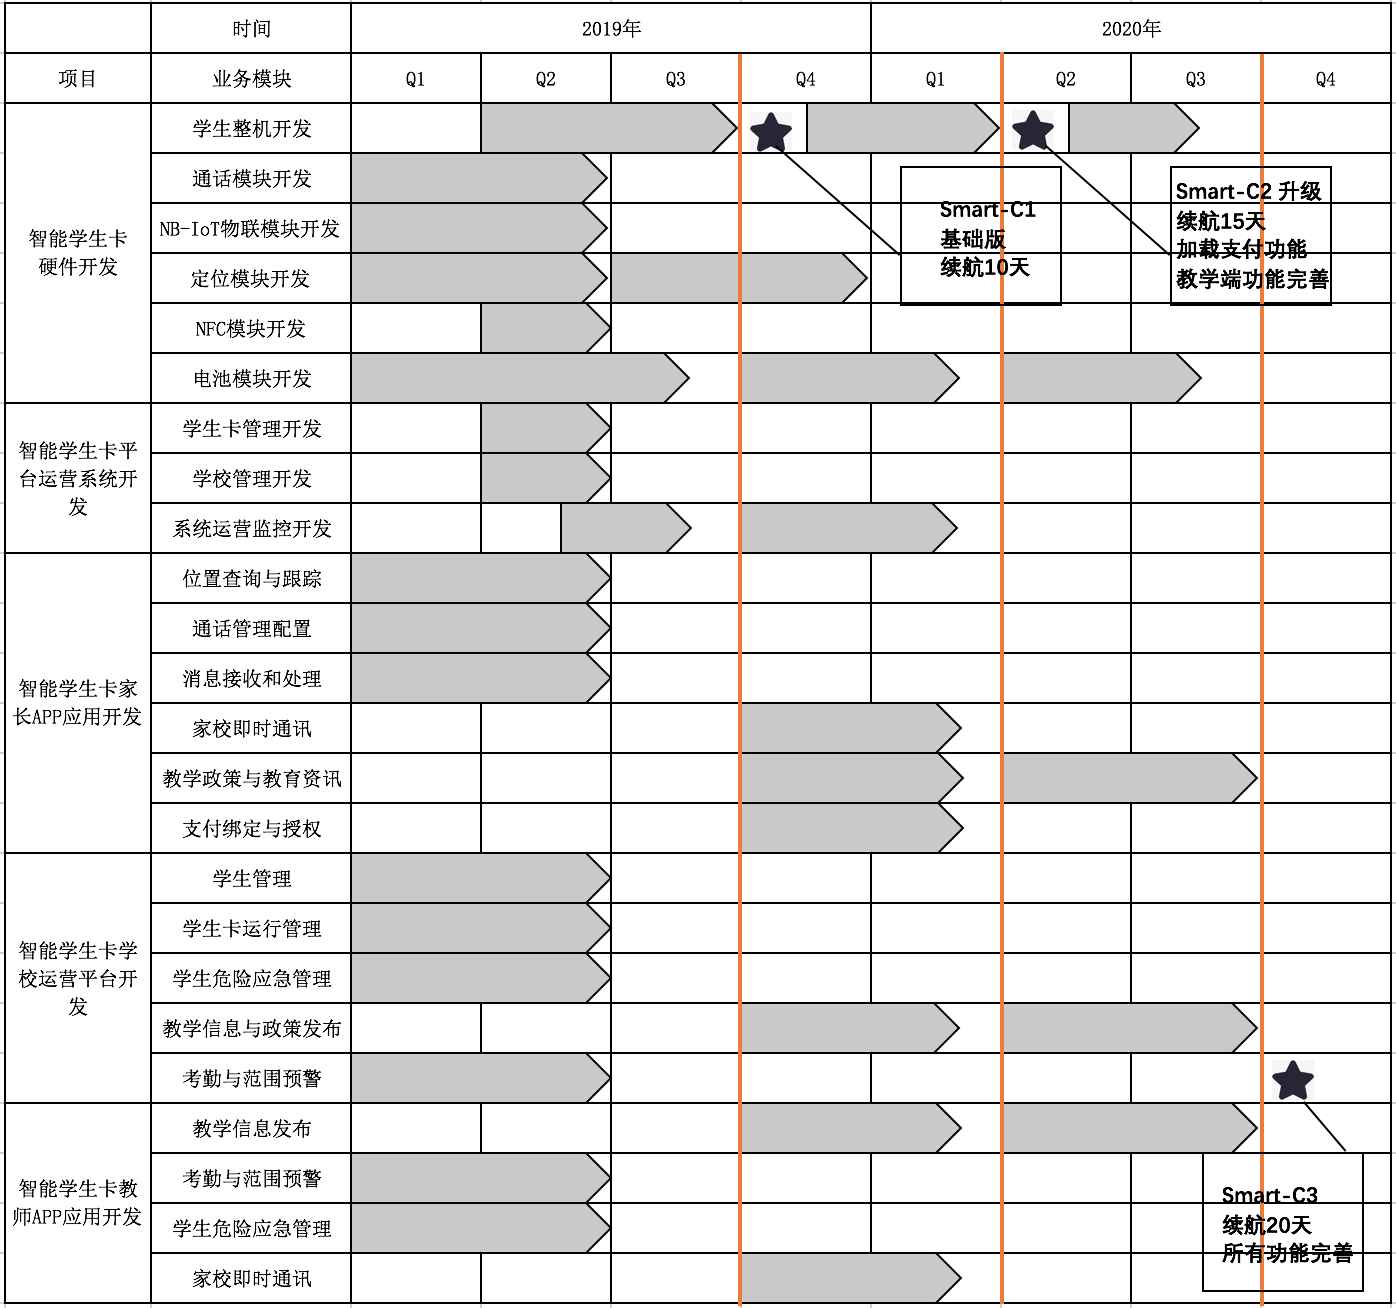 时间
2019年
2020年
项目
业务模块
Q1
Q2
Q3
Q4
Q1
Q2
Q3
Q4
智能学生卡
硬件开发
学生整机开发
通话模块开发
NB-IoT物联模块开发
定位模块开发
NFC模块开发
电池模块开发
Smart-C1
基础版
续航10天
Smart-C2 升级
续航15天
加载支付功能
教学端功能完善
智能学生卡平
台运营系统开
发
学生卡管理开发
学校管理开发
系统运营监控开发
智能学生卡家
长APP应用开发
位置查询与跟踪
通话管理配置
消息接收和处理
家校即时通讯
教学政策与教育资讯
支付绑定与授权
智能学生卡学
校运营平台开
发
学生管理
学生卡运行管理
学生危险应急管理
教学信息与政策发布
考勤与范围预警
智能学生卡教
师APP应用开发
教学信息发布
考勤与范围预警
学生危险应急管理
家校即时通讯
Smart-C3
续航20天
所有功能完善